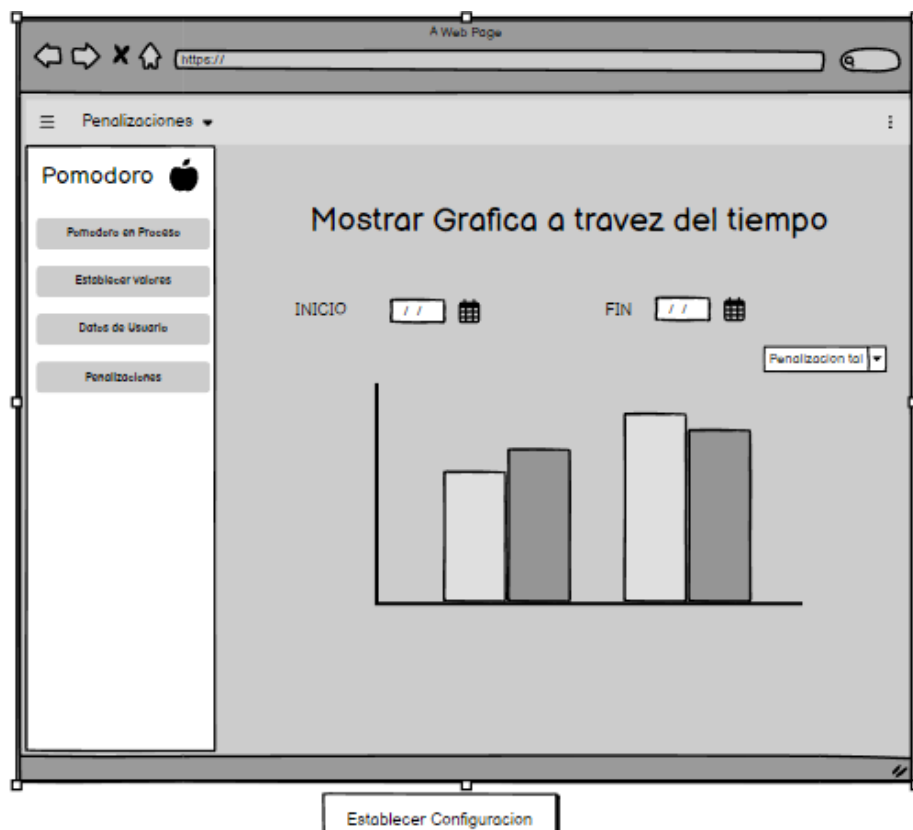 A Web Page
https://
Penalizaciones
Pomodoro
Pomodoro en Proceso
Establecer valores
Datos de Usuario
Penalizaciones
Mostrar Grafica a travez del tiempo
INICIO / / FIN / /
Penalizacion tal
Establecer Configuracion